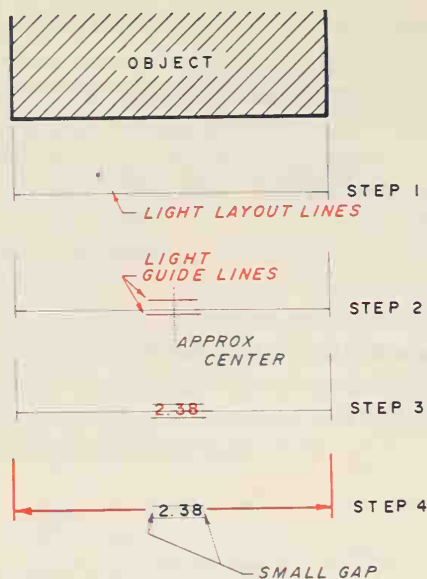 OBJECT
STEP 1
LIGHT LAYOUT LINES
LIGHT
GUIDE LINES
STEP 2
APPROX
CENTER
2.38
STEP 3
2.38
STEP 4
SMALL GAP